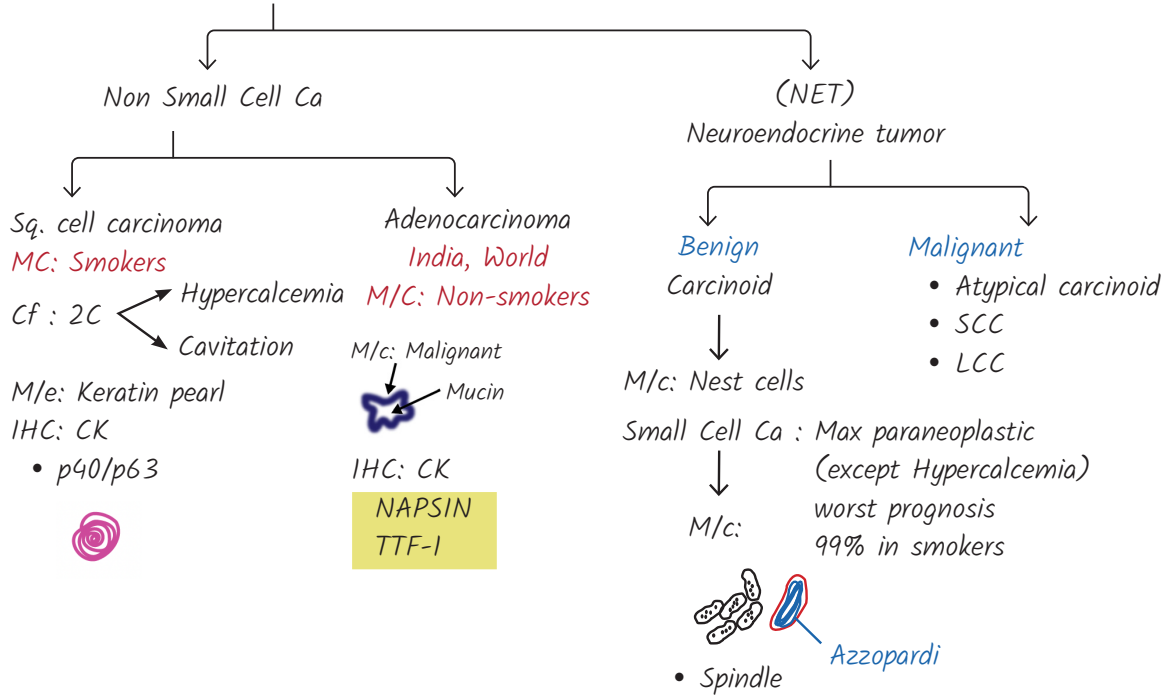 Non Small Cell Ca
(NET)
Neuroendocrine tumor
Sq. cell carcinoma
MC: Smokers
Cf : 2C
Hypercalcemia
Cavitation
M/e: Keratin pearl
IHC: CK
• p40/p63
Adenocarcinoma
India, World
M/C: Non-smokers
M/c: Malignant
Mucin
IHC: CK
NAPSIN
TTF-1
Benign
Carcinoid
M/c: Nest cells
Malignant
• Atypical carcinoid
• SCC
• LCC
Small Cell Ca : Max paraneoplastic
(except Hypercalcemia)
worst prognosis
99% in smokers
M/c:
Azzopardi
• Spindle